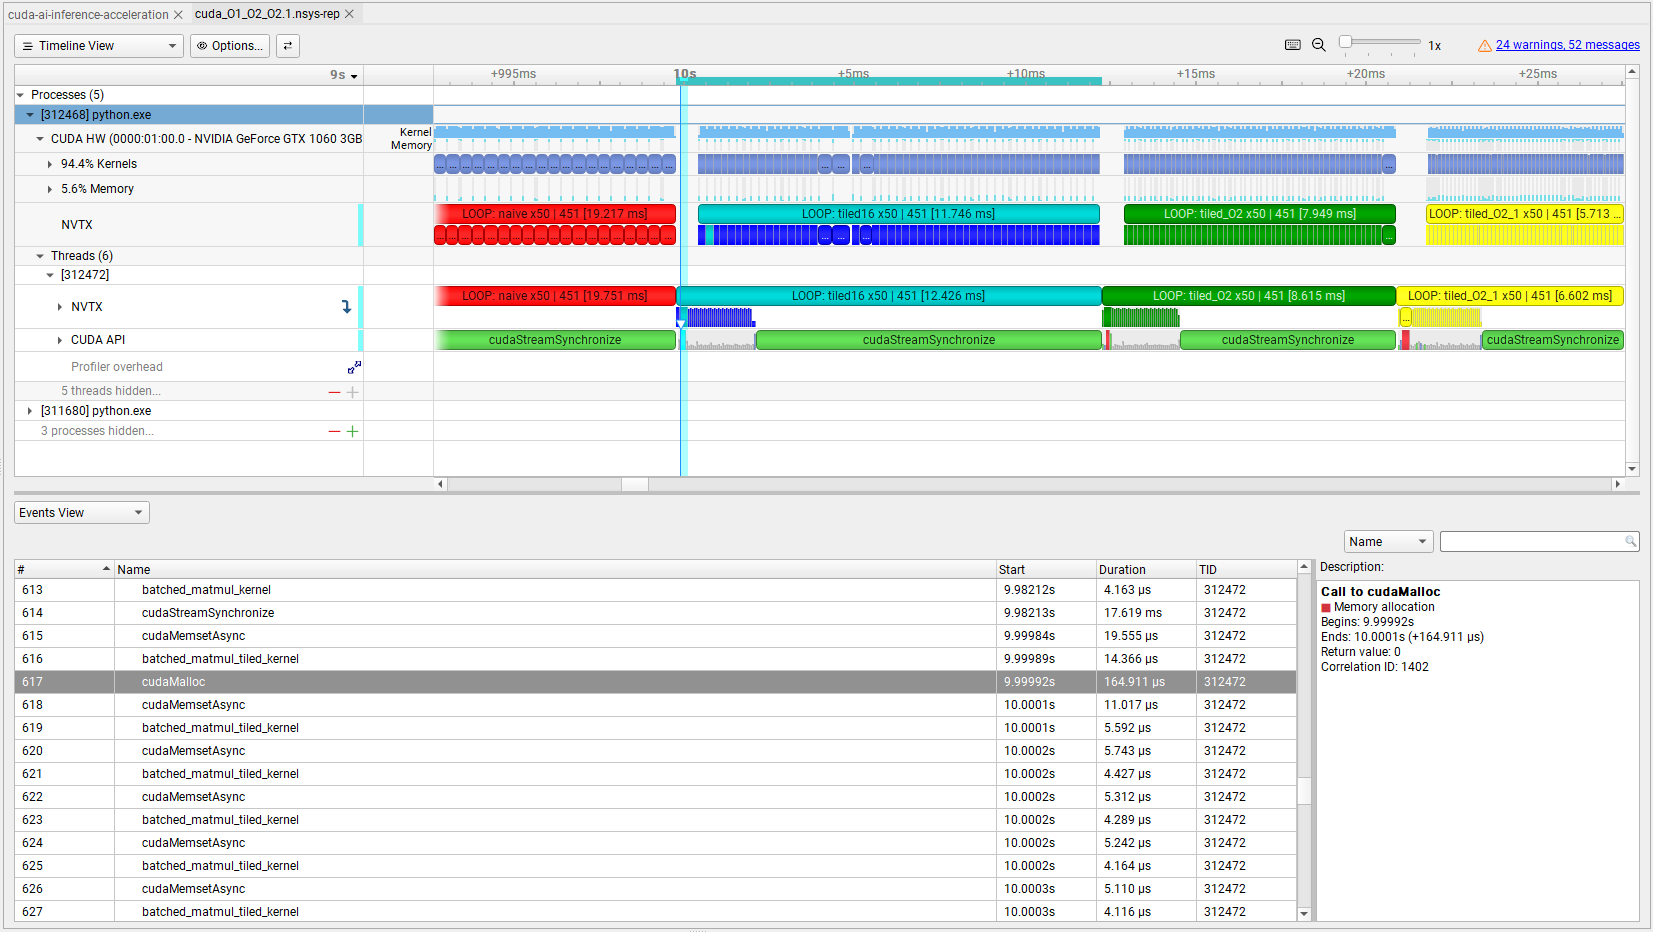 cuda-ai-inference-acceleration
cuda_O1_O2_O2.1.nsys-rep
Timeline View
Options...
1x
24 warnings, 52 messages
9s
+995ms
10s
+5ms
+10ms
+15ms
+20ms
+25ms
Processes (5)
[312468] python.exe
CUDA HW (0000:01:00.0 - NVIDIA GeForce GTX 1060 3GB
Kernel
Memory
94.4% Kernels
5.6% Memory
NVTX
LOOP: naive x50 | 451 [19.217 ms]
LOOP: tiled16 x50 | 451 [11.746 ms]
LOOP: tiled_O2 x50 | 451 [7.949 ms]
LOOP: tiled_O2_1 x50 | 451 [5.713 ...
Threads (6)
[312472]
NVTX
LOOP: naive x50 | 451 [19.751 ms]
LOOP: tiled16 x50 | 451 [12.426 ms]
LOOP: tiled_O2 x50 | 451 [8.615 ms]
LOOP: tiled_O2_1 x50 | 451 [6.602 ms]
CUDA API
cudaStreamSynchronize
cudaStreamSynchronize
cudaStreamSynchronize
cudaStreamSynchronize
Profiler overhead
5 threads hidden...
[311680] python.exe
3 processes hidden...
Events View
Name
# Name Start Duration TID
613 batched_matmul_kernel 9.98212s 4.163 µs 312472
614 cudaStreamSynchronize 9.98213s 17.619 ms 312472
615 cudaMemsetAsync 9.99984s 19.555 µs 312472
616 batched_matmul_tiled_kernel 9.99989s 14.366 µs 312472
617 cudaMalloc 9.99992s 164.911 µs 312472
618 cudaMemsetAsync 10.0001s 11.017 µs 312472
619 batched_matmul_tiled_kernel 10.0001s 5.592 µs 312472
620 cudaMemsetAsync 10.0002s 5.743 µs 312472
621 batched_matmul_tiled_kernel 10.0002s 4.427 µs 312472
622 cudaMemsetAsync 10.0002s 5.312 µs 312472
623 batched_matmul_tiled_kernel 10.0002s 4.289 µs 312472
624 cudaMemsetAsync 10.0002s 5.242 µs 312472
625 batched_matmul_tiled_kernel 10.0002s 4.164 µs 312472
626 cudaMemsetAsync 10.0003s 5.110 µs 312472
627 batched_matmul_tiled_kernel 10.0003s 4.116 µs 312472
Description:
Call to cudaMalloc
Memory allocation
Begins: 9.99992s
Ends: 10.0001s (+164.911 µs)
Return value: 0
Correlation ID: 1402